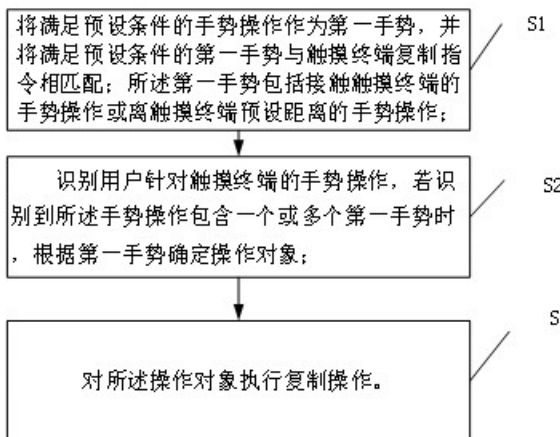 将满足预设条件的手势操作作为第一手势，并
将满足预设条件的第一手势与触摸终端复制指
令相匹配；所述第一手势包括接触触摸终端的
手势操作或离触摸终端预设距离的手势操作；
S1
识别用户针对触摸终端的手势操作，若识
别到所述手势操作包含一个或多个第一手势时
，根据第一手势确定操作对象；
S2
对所述操作对象执行复制操作。
S